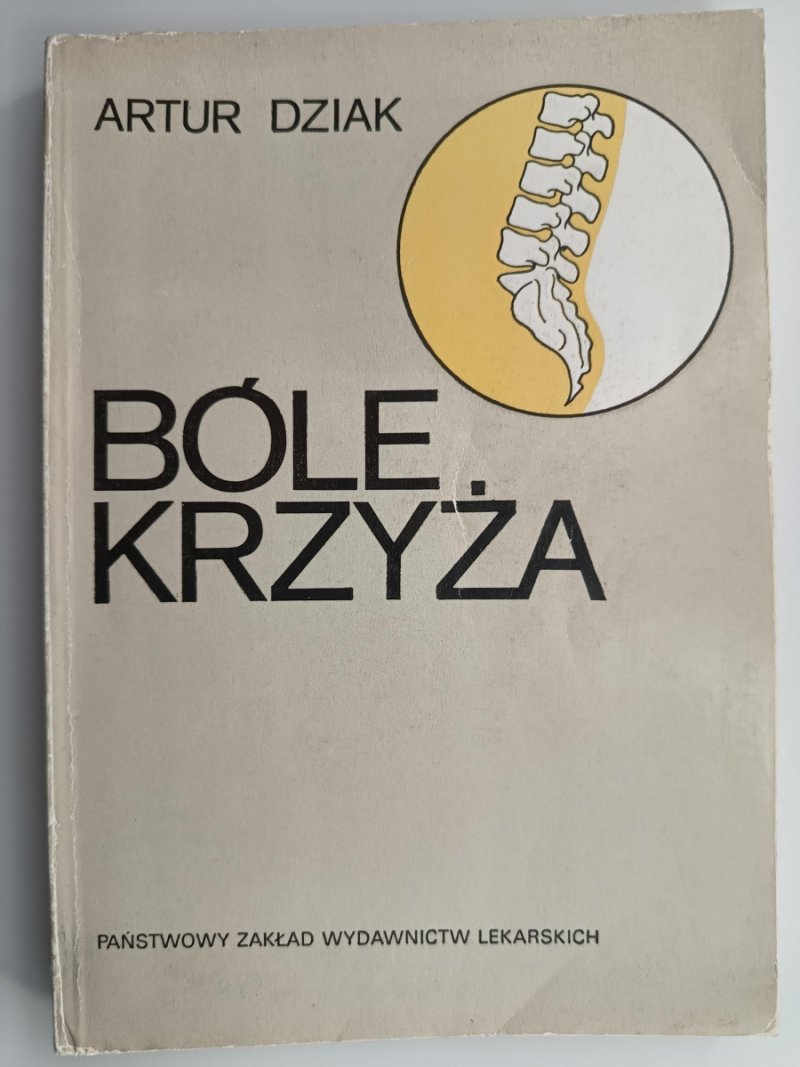 ARTUR DZIAK
BÓLE
KRZYŻA
PAŃSTWOWY ZAKŁAD WYDAWNICTW LEKARSKICH